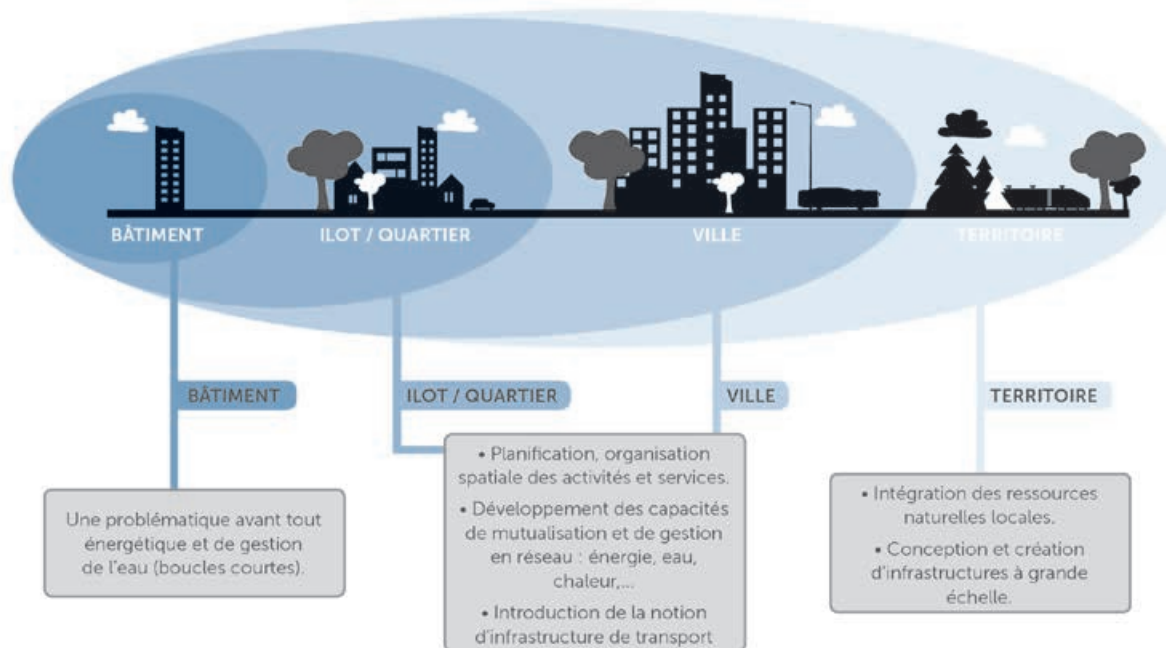 BÂTIMENT
ILOT / QUARTIER
VILLE
TERRITOIRE
BÂTIMENT
ILOT / QUARTIER
VILLE
TERRITOIRE
Une problématique avant tout
énergétique et de gestion
de l'eau (boucles courtes).
• Planification, organisation
spatiale des activités et services.
• Développement des capacités
de mutualisation et de gestion
en réseau : énergie, eau,
chaleur,...
• Introduction de la notion
d'infrastructure de transport
• Intégration des ressources
naturelles locales.
• Conception et création
d'infrastructures à grande
échelle.